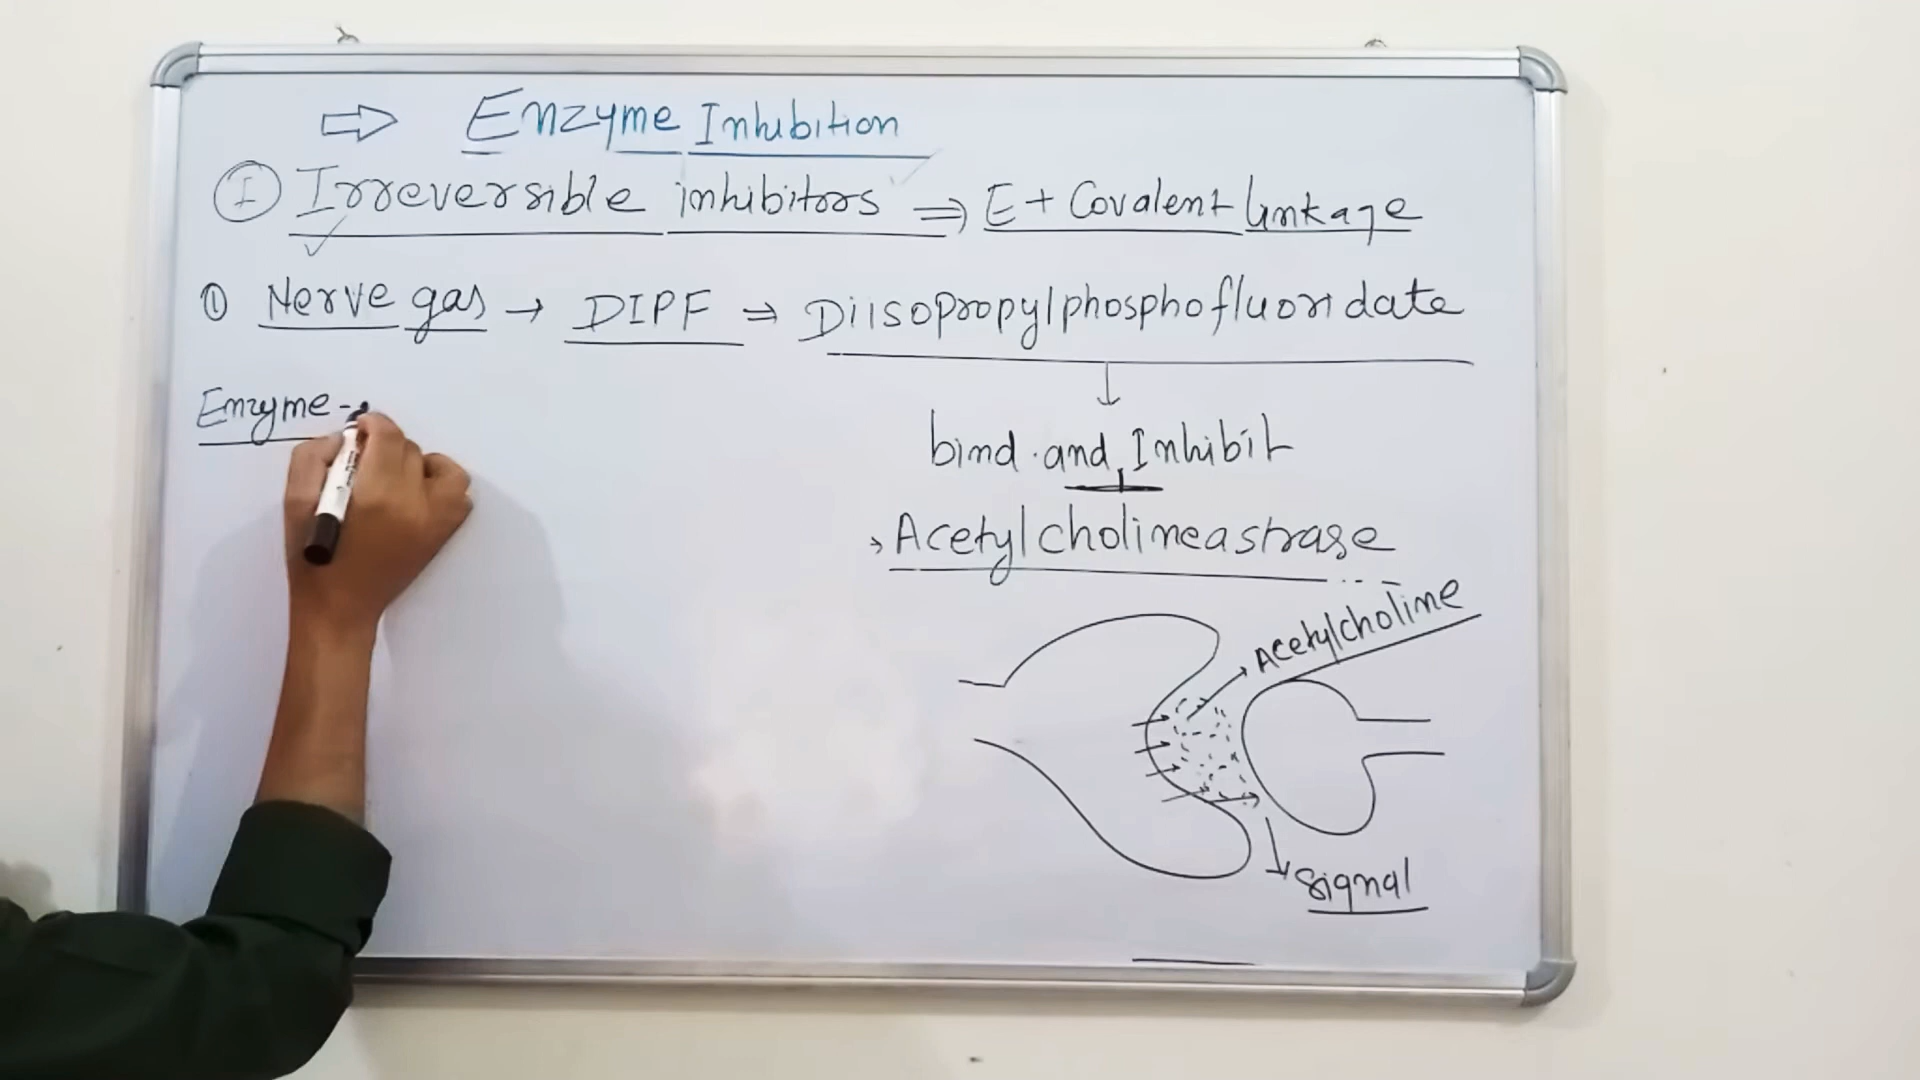 ⇒ Enzyme Inhibition
I Irreversible inhibitors ⇒ E + Covalent linkage
① Nerve gas → DIPF ⇒ Diisopropylphosphofluoridate
Enzyme -
bind and Inhibit
Acetylcholineastrase
Acetylcholine
Signal